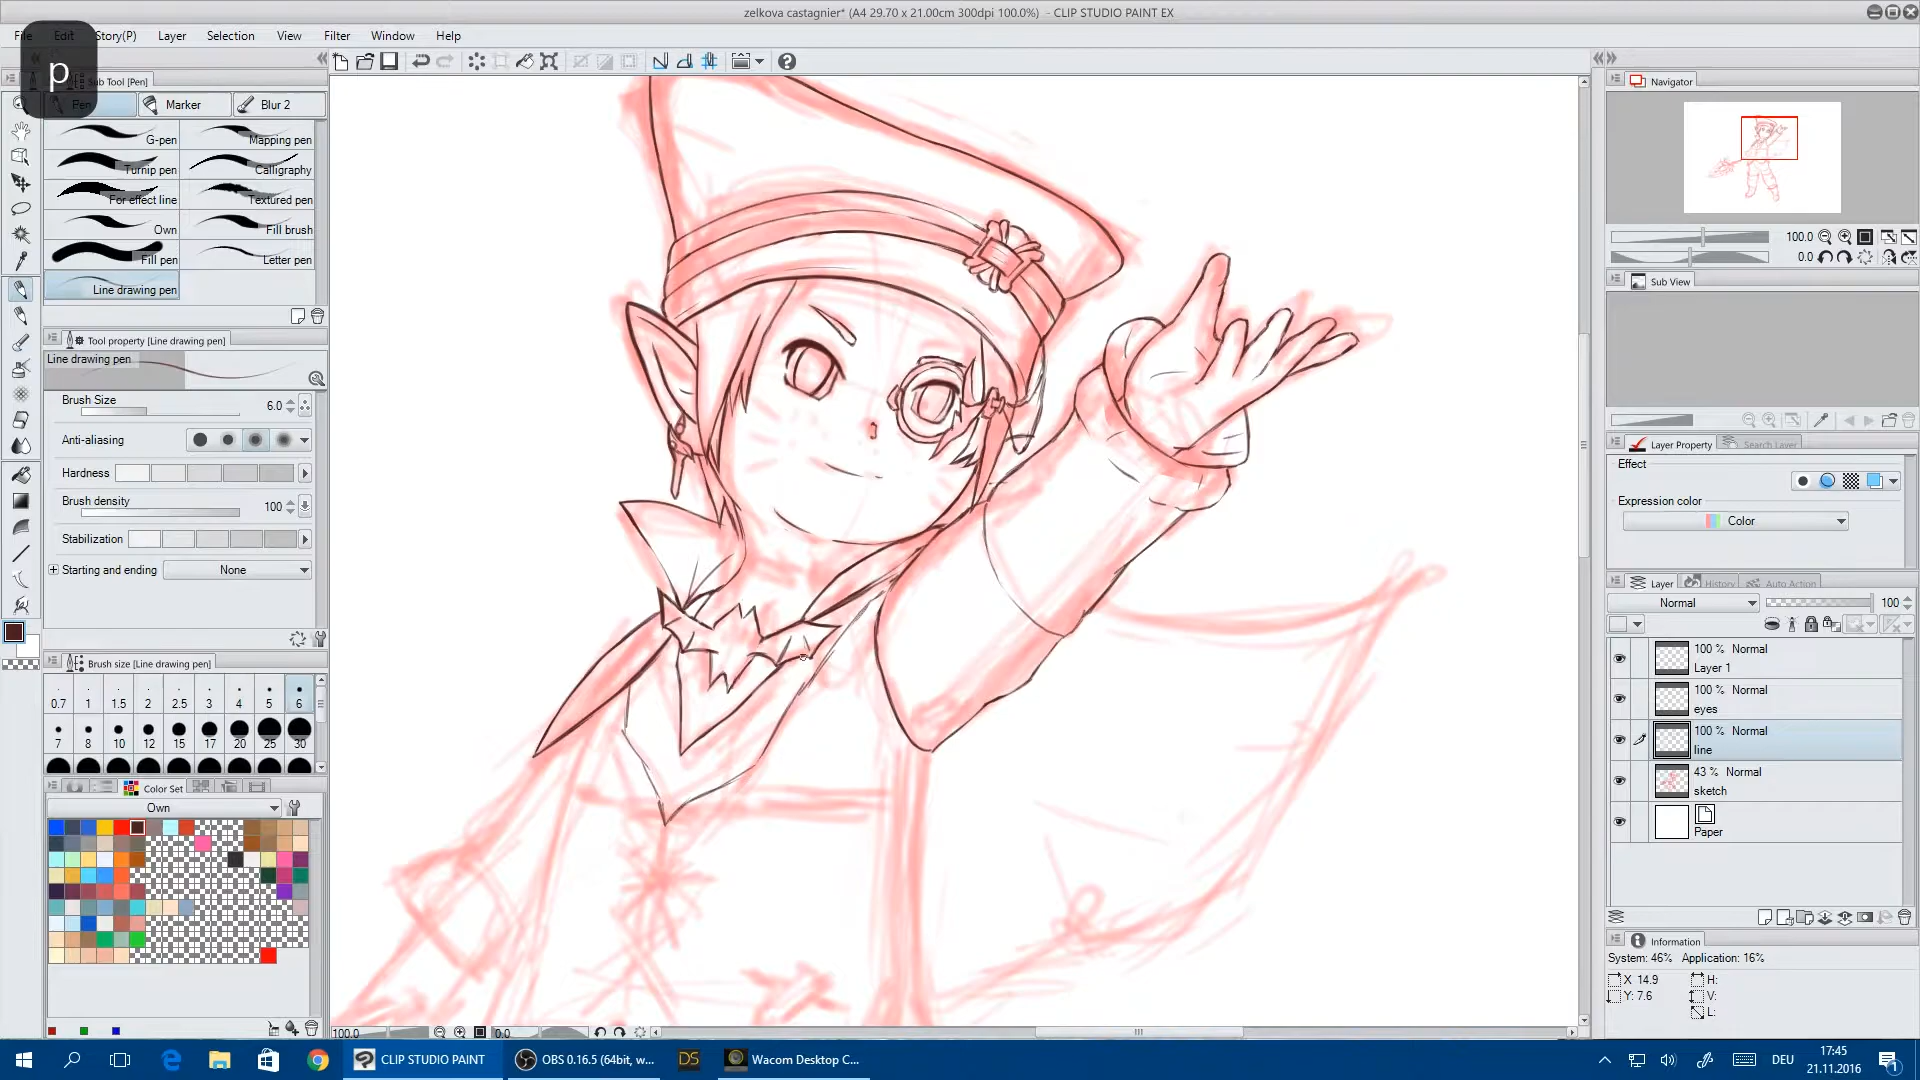 zelkova castagnier* (A4 29.70 x 21.00cm 300dpi 100.0%) - CLIP STUDIO PAINT EX
File Edit Story(P) Layer Selection View Filter Window Help
p
Sub Tool [Pen]
Pen Marker Blur 2
G-pen Mapping pen
Turnip pen Calligraphy
For effect line Textured pen
Own Fill brush
Fill pen Letter pen
Line drawing pen
Tool property [Line drawing pen]
Line drawing pen
Brush Size 6.0
Anti-aliasing
Hardness
Brush density 100
Stabilization
Starting and ending None
Brush size [Line drawing pen]
0.7 1 1.5 2 2.5 3 4 5 6
7 8 10 12 15 17 20 25 30
Color Set
Own
100.0 0.0
Navigator
100.0
0.0
Sub View
Layer Property Search Layer
Effect
Expression color
Color
Layer History Auto Action
Normal 100
100 % Normal
Layer 1
100 % Normal
eyes
100 % Normal
line
43 % Normal
sketch
Paper
Information
System: 46% Application: 16%
X 14.9 H:
Y: 7.6 V:
L:
CLIP STUDIO PAINT
OBS 0.16.5 (64bit, w...
DS
Wacom Desktop C...
DEU
17:45
21.11.2016
1